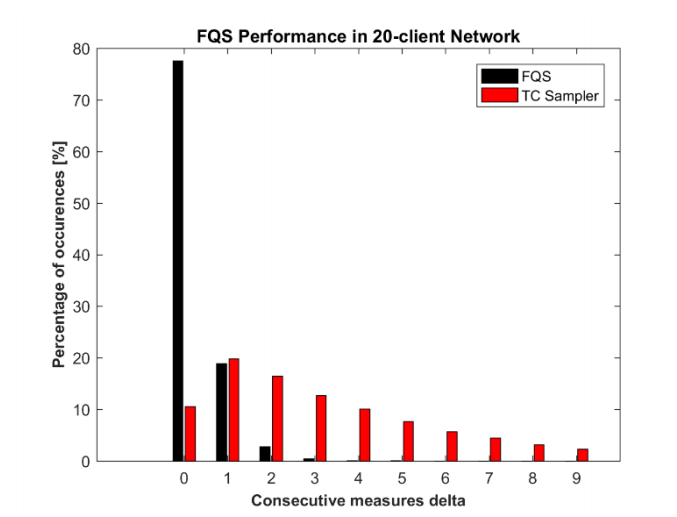 FQS Performance in 20-client Network
FQS
TC Sampler
Percentage of occurences [%]
80
70
60
50
40
30
20
10
0
0 1 2 3 4 5 6 7 8 9
Consecutive measures delta